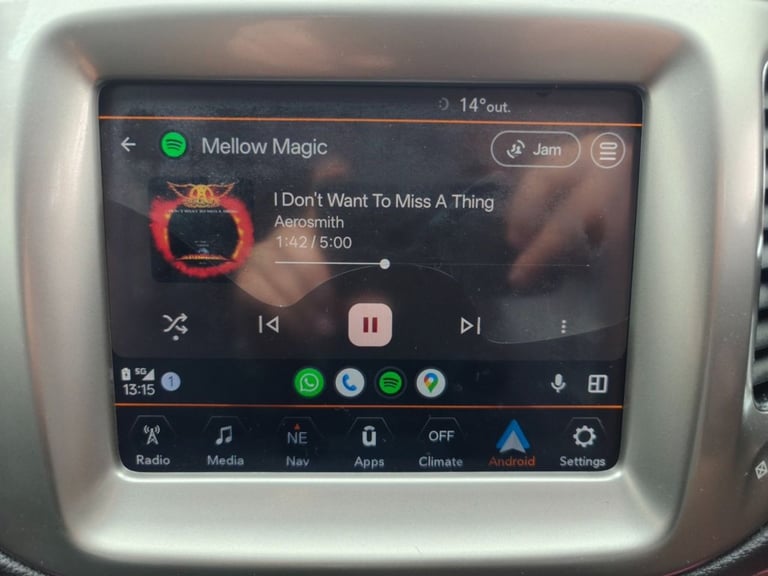 14° out.
Mellow Magic
Jam
I Don't Want To Miss A Thing
Aerosmith
1:42 / 5:00
5G
13:15
1
NE
OFF
Radio
Media
Nav
Apps
Climate
Android
Settings